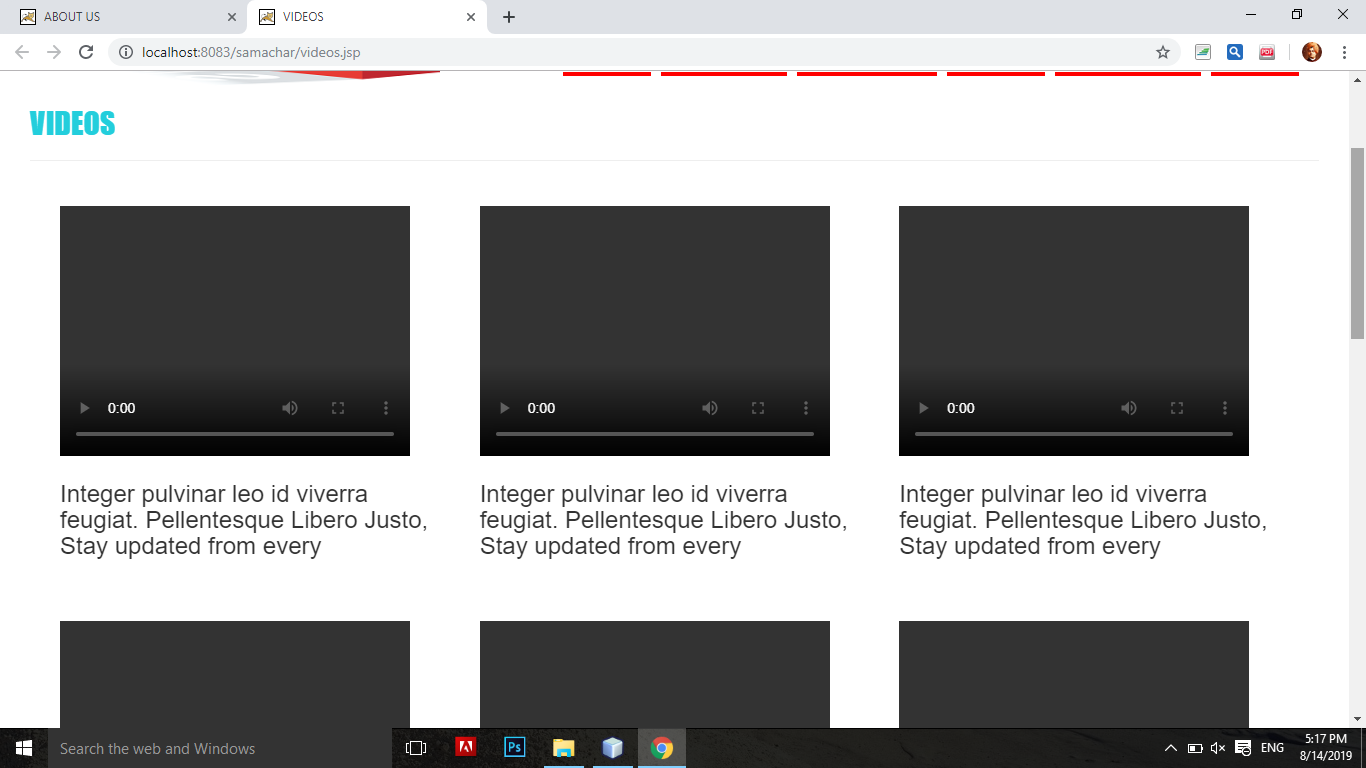 ABOUT US
VIDEOS
localhost:8083/samachar/videos.jsp
PDF
VIDEOS
0:00
0:00
0:00
Integer pulvinar leo id viverra
feugiat. Pellentesque Libero Justo,
Stay updated from every
Integer pulvinar leo id viverra
feugiat. Pellentesque Libero Justo,
Stay updated from every
Integer pulvinar leo id viverra
feugiat. Pellentesque Libero Justo,
Stay updated from every
Search the web and Windows
Ps
ENG
5:17 PM
8/14/2019